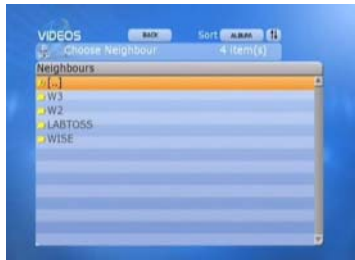 VIDEOS BACK Sort ALBUM
...Choose Neighbour 4 item(s)
Neighbours
[..]
W3
W2
LABTOSS
WISE